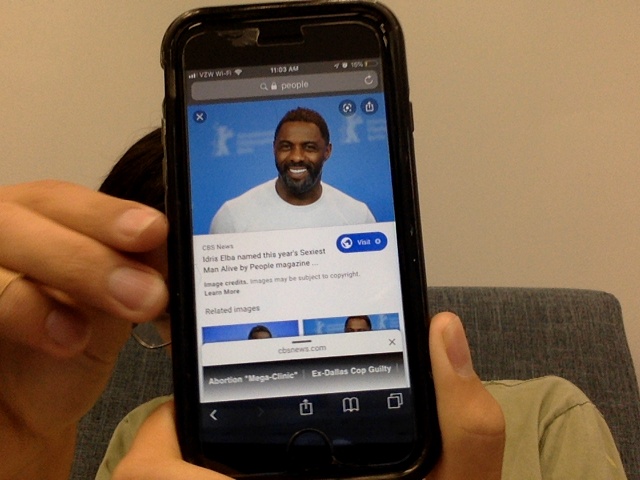 VZW Wi-Fi 11:03 AM 15%
people
CBS News
Idris Elba named this year's Sexiest
Man Alive by People magazine ...
Visit
Image credits. Images may be subject to copyright.
Learn More
Related images
cbsnews.com
Abortion "Mega-Clinic" Ex-Dallas Cop Guilty